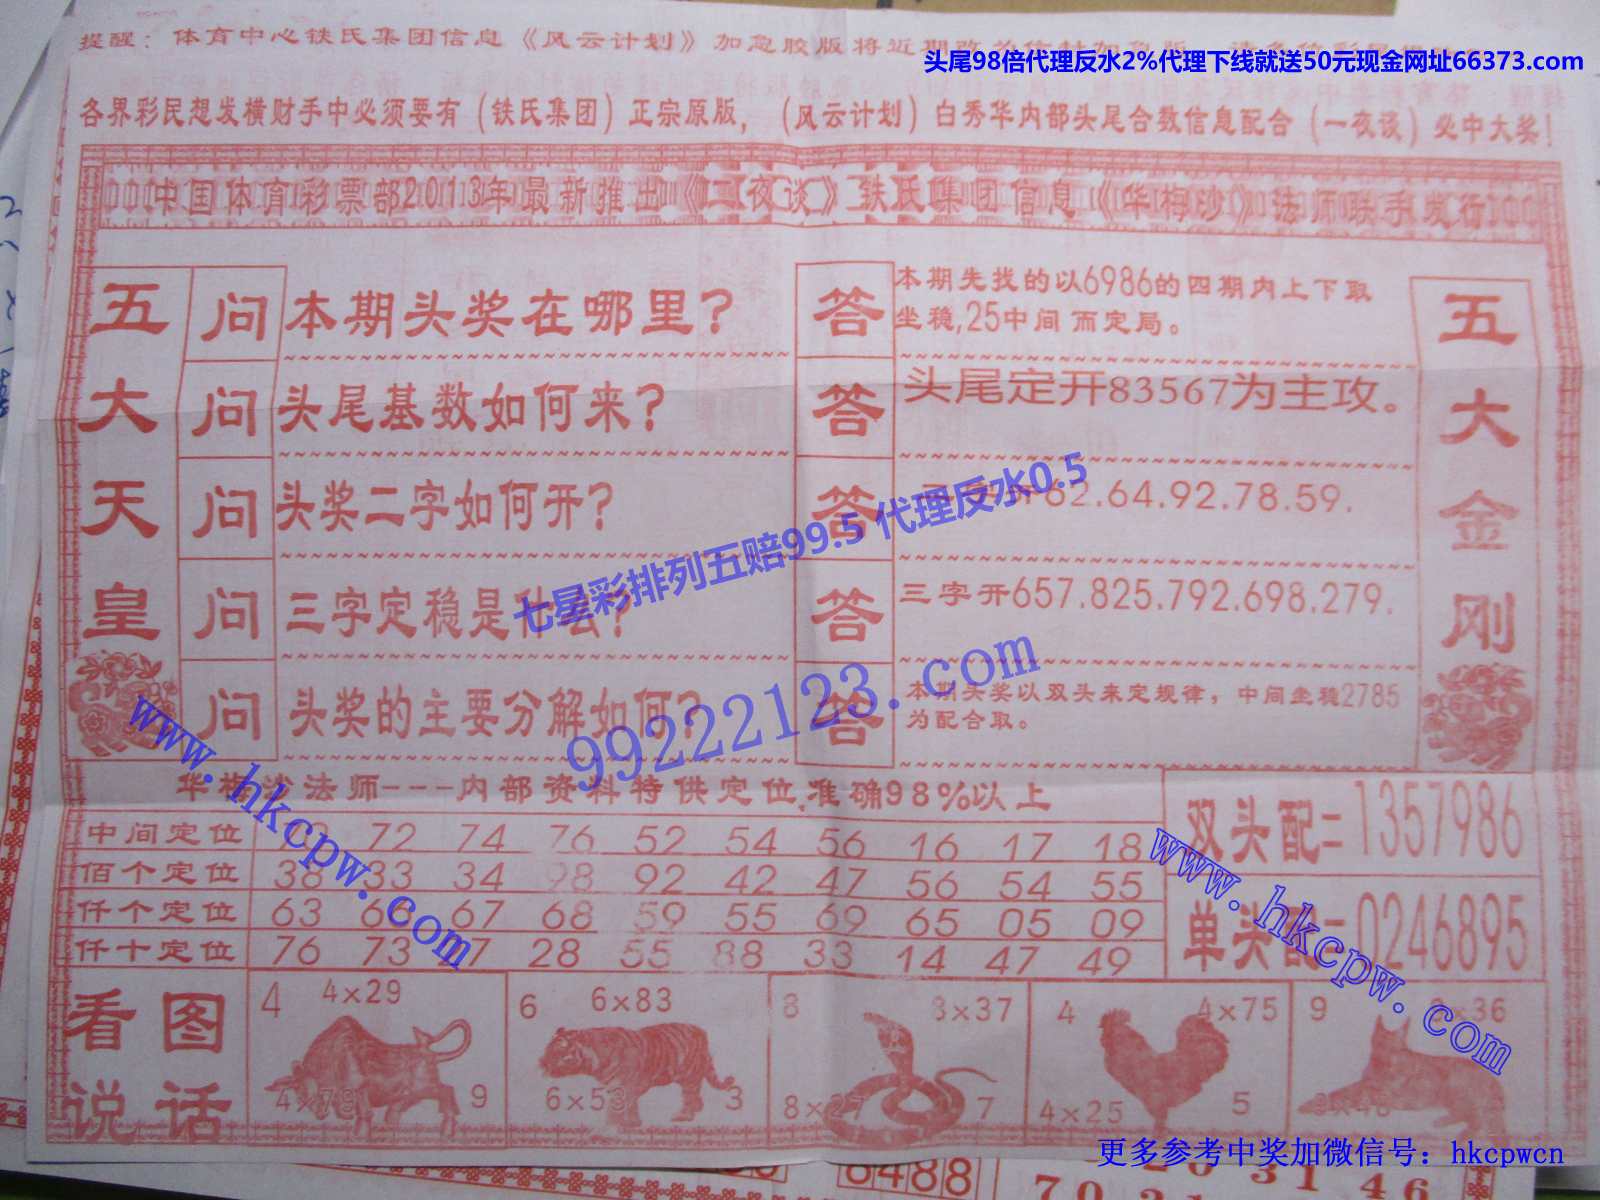 提醒：体育中心铁氏集团信息《风云计划》加急胶版将近期
头尾98倍代理反水2%代理下线就送50元现金网址66373.com
各界彩民想发横财手中必须要有（铁氏集团）正宗原版，（风云计划）白秀华内部头尾合数信息配合（一夜谈）必中大奖！
中国体育彩票部2013年最新推出《一夜谈》铁氏集团信息《华梅沙》法师联手发行
五大天皇
问 本期头奖在哪里？
答 本期先找的以6986的四期内上下取
坐稳,25中间而定局。
问 头尾基数如何来？
答 头尾定开83567为主攻。
问 头奖二字如何开？
答 62.64.92.78.59.
问 三字定稳是什么？
答 三字开657.825.792.698.279.
问 头奖的主要分解如何？
答 本期头奖以双头来定规律，中间坐稳2785
为配合取。
五大金刚
七星彩排列五赔99.5 代理反水0.5
99222123.com
www.hkcpw.com
华梅沙法师---内部资料特供定位.准确98%以上
中间定位 72 74 76 52 54 56 16 17 18
佰个定位 38 33 34 98 92 42 47 56 54 55
仟个定位 63 66 67 68 59 55 69 65 05 09
仟十定位 76 73 27 28 55 88 33 14 47 49
双头配=1357986
单头配=0246895
www.hkcpw.com
看图说话
4 4×29 4×79 9
6 6×83 6×53 3
8 8×37 8×27 7
4 4×75 4×25 5
9 9×36
更多参考中奖加微信号：hkcpwcn
6488
20 31 46